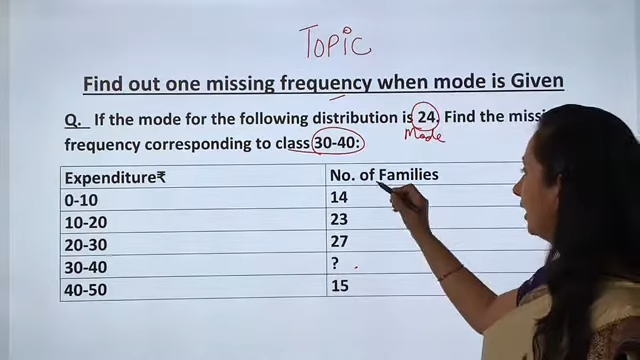 Topic
Find out one missing frequency when mode is Given
Q. If the mode for the following distribution is 24. Find the
Mode
frequency corresponding to class 30-40:
Expenditure₹ No. of Families
0-10 14
10-20 23
20-30 27
30-40 ?
40-50 15